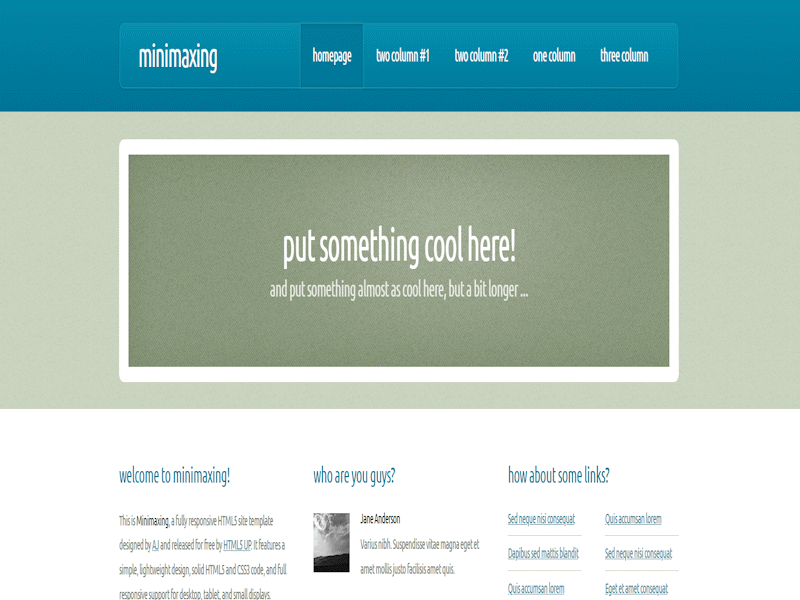 minimaxing
homepage
two column #1
two column #2
one column
three column
put something cool here!
and put something almost as cool here, but a bit longer ...
welcome to minimaxing!
This is Minimaxing, a fully responsive HTML5 site template
designed by AJ and released for free by HTML5 UP. It features a
simple, lightweight design, solid HTML5 and CSS3 code, and full
responsive support for desktop, tablet, and small displays.
who are you guys?
Jane Anderson
Varius nibh. Suspendisse vitae magna eget et
amet mollis justo facilisis amet quis.
how about some links?
Sed neque nisi consequat
Dapibus sed mattis blandit
Quis accumsan lorem
Quis accumsan lorem
Sed neque nisi consequat
Eget et amet consequat